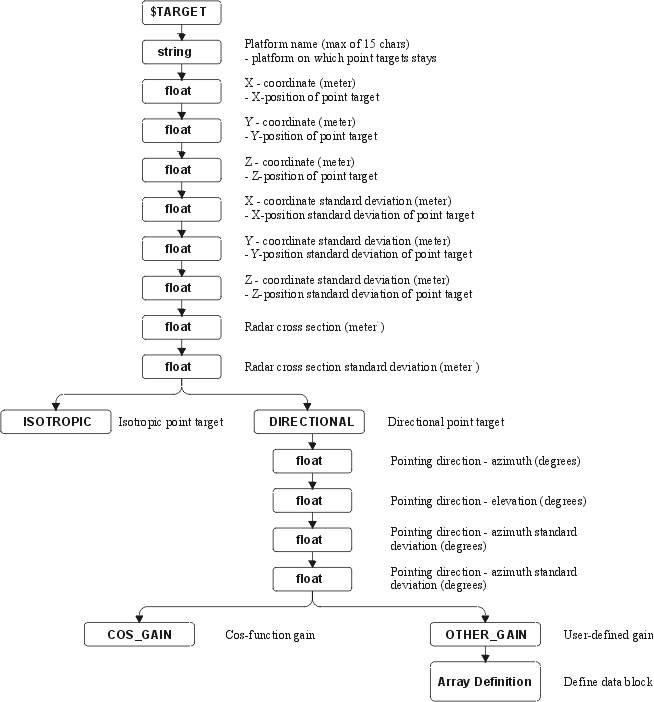 $TARGET
string
Platform name (max of 15 chars)
- platform on which point targets stays
float
X - coordinate (meter)
- X-position of point target
float
Y - coordinate (meter)
- Y-position of point target
float
Z - coordinate (meter)
- Z-position of point target
float
X - coordinate standard deviation (meter)
- X-position standard deviation of point target
float
Y - coordinate standard deviation (meter)
- Y-position standard deviation of point target
float
Z - coordinate standard deviation (meter)
- Z-position standard deviation of point target
float
Radar cross section (meter²)
float
Radar cross section standard deviation (meter²)
ISOTROPIC
Isotropic point target
DIRECTIONAL
Directional point target
float
Pointing direction - azimuth (degrees)
float
Pointing direction - elevation (degrees)
float
Pointing direction - azimuth standard
deviation (degrees)
float
Pointing direction - azimuth standard
deviation (degrees)
COS_GAIN
Cos-function gain
OTHER_GAIN
User-defined gain
Array Definition
Define data block